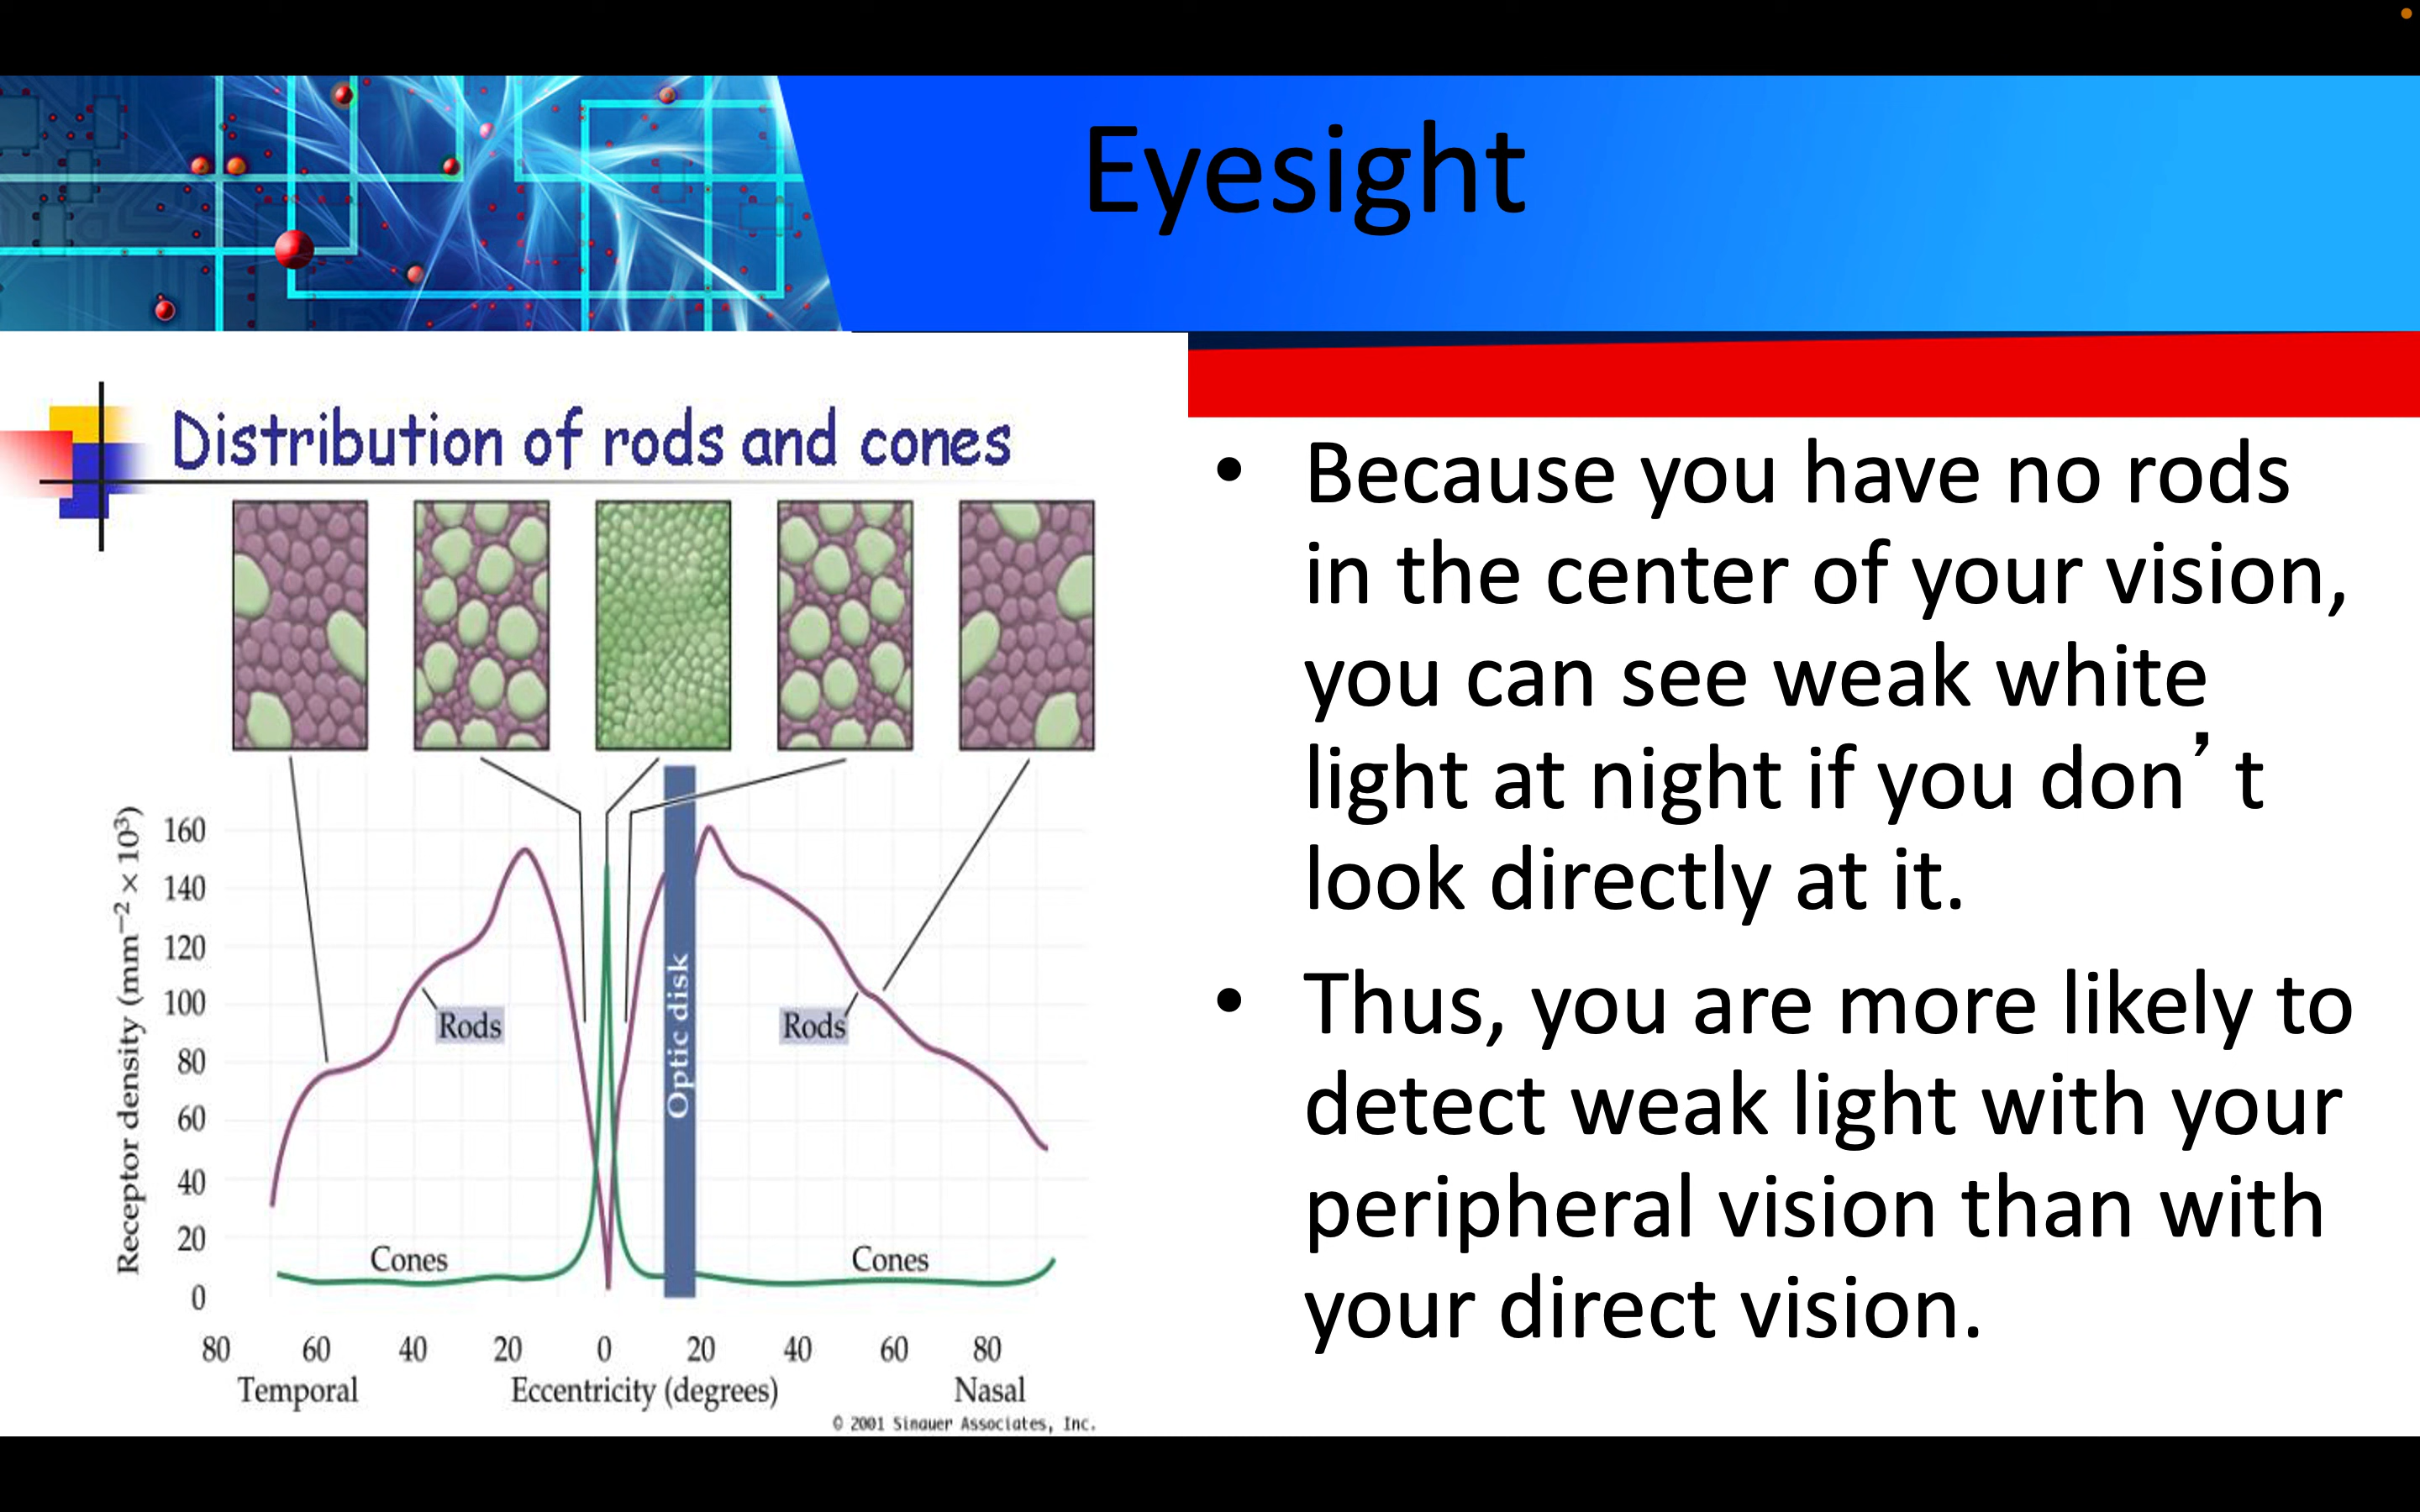 Eyesight
Distribution of rods and cones
Receptor density (mm⁻² × 10³)
160
140
120
100
80
60
40
20
0
Rods
Rods
Optic disk
Cones
Cones
80 60 40 20 0 20 40 60 80
Temporal Eccentricity (degrees) Nasal
© 2001 Sinauer Associates, Inc.
• Because you have no rods
in the center of your vision,
you can see weak white
light at night if you don’t
look directly at it.
• Thus, you are more likely to
detect weak light with your
peripheral vision than with
your direct vision.